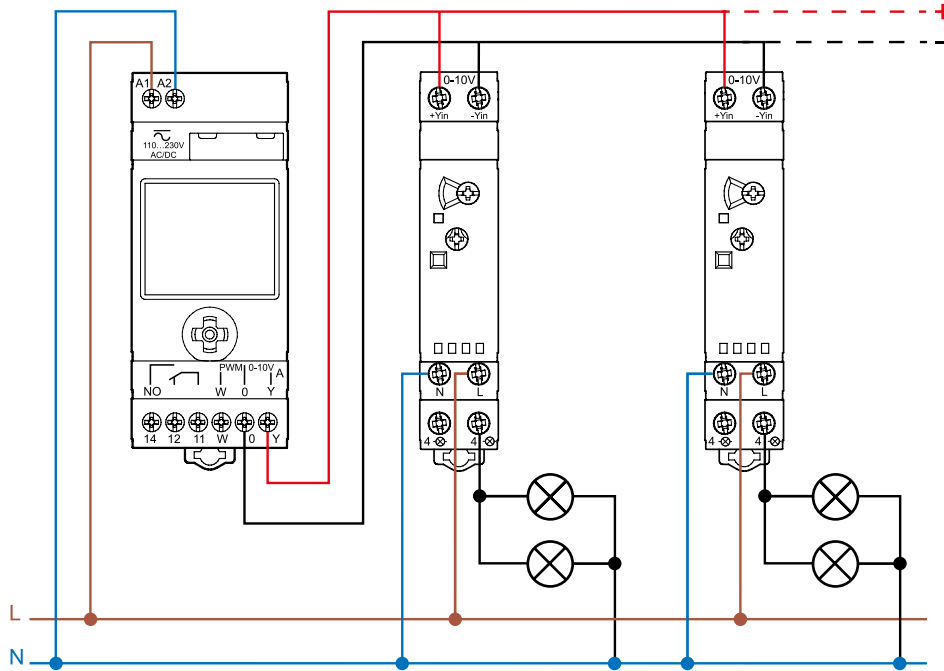 +
-
A1 A2
110...230V
AC/DC
PWM 0-10V A
NO W 0 Y
14 12 11 W 0 Y
0-10V
+Yin -Yin
N L
4 4
0-10V
+Yin -Yin
N L
4 4
L
N